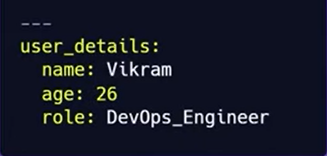 ---
user_details:
  name: Vikram
  age: 26
  role: DevOps_Engineer